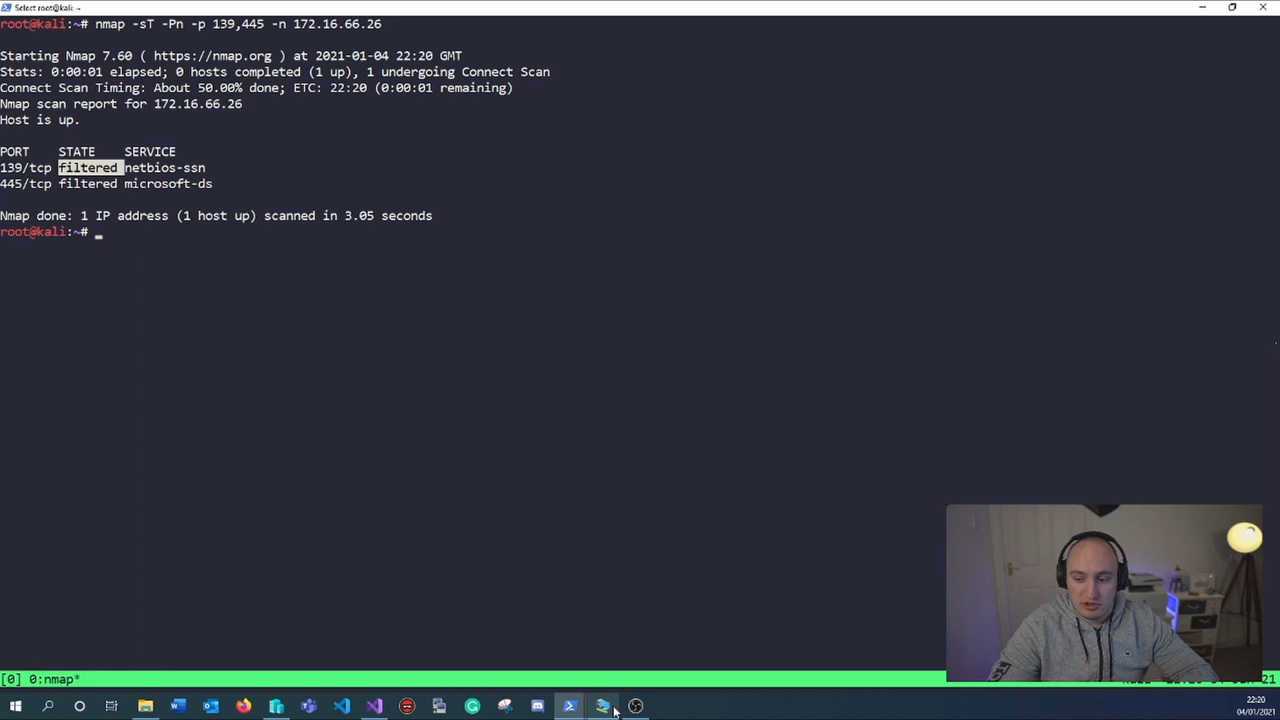 Select root@kali: ~
root@kali:~# nmap -sT -Pn -p 139,445 -n 172.16.66.26
Starting Nmap 7.60 ( https://nmap.org ) at 2021-01-04 22:20 GMT
Stats: 0:00:01 elapsed; 0 hosts completed (1 up), 1 undergoing Connect Scan
Connect Scan Timing: About 50.00% done; ETC: 22:20 (0:00:01 remaining)
Nmap scan report for 172.16.66.26
Host is up.
PORT    STATE    SERVICE
139/tcp filtered netbios-ssn
445/tcp filtered microsoft-ds
Nmap done: 1 IP address (1 host up) scanned in 3.05 seconds
root@kali:~# _
[0] 0:nmap*
21
22:20
04/01/2021